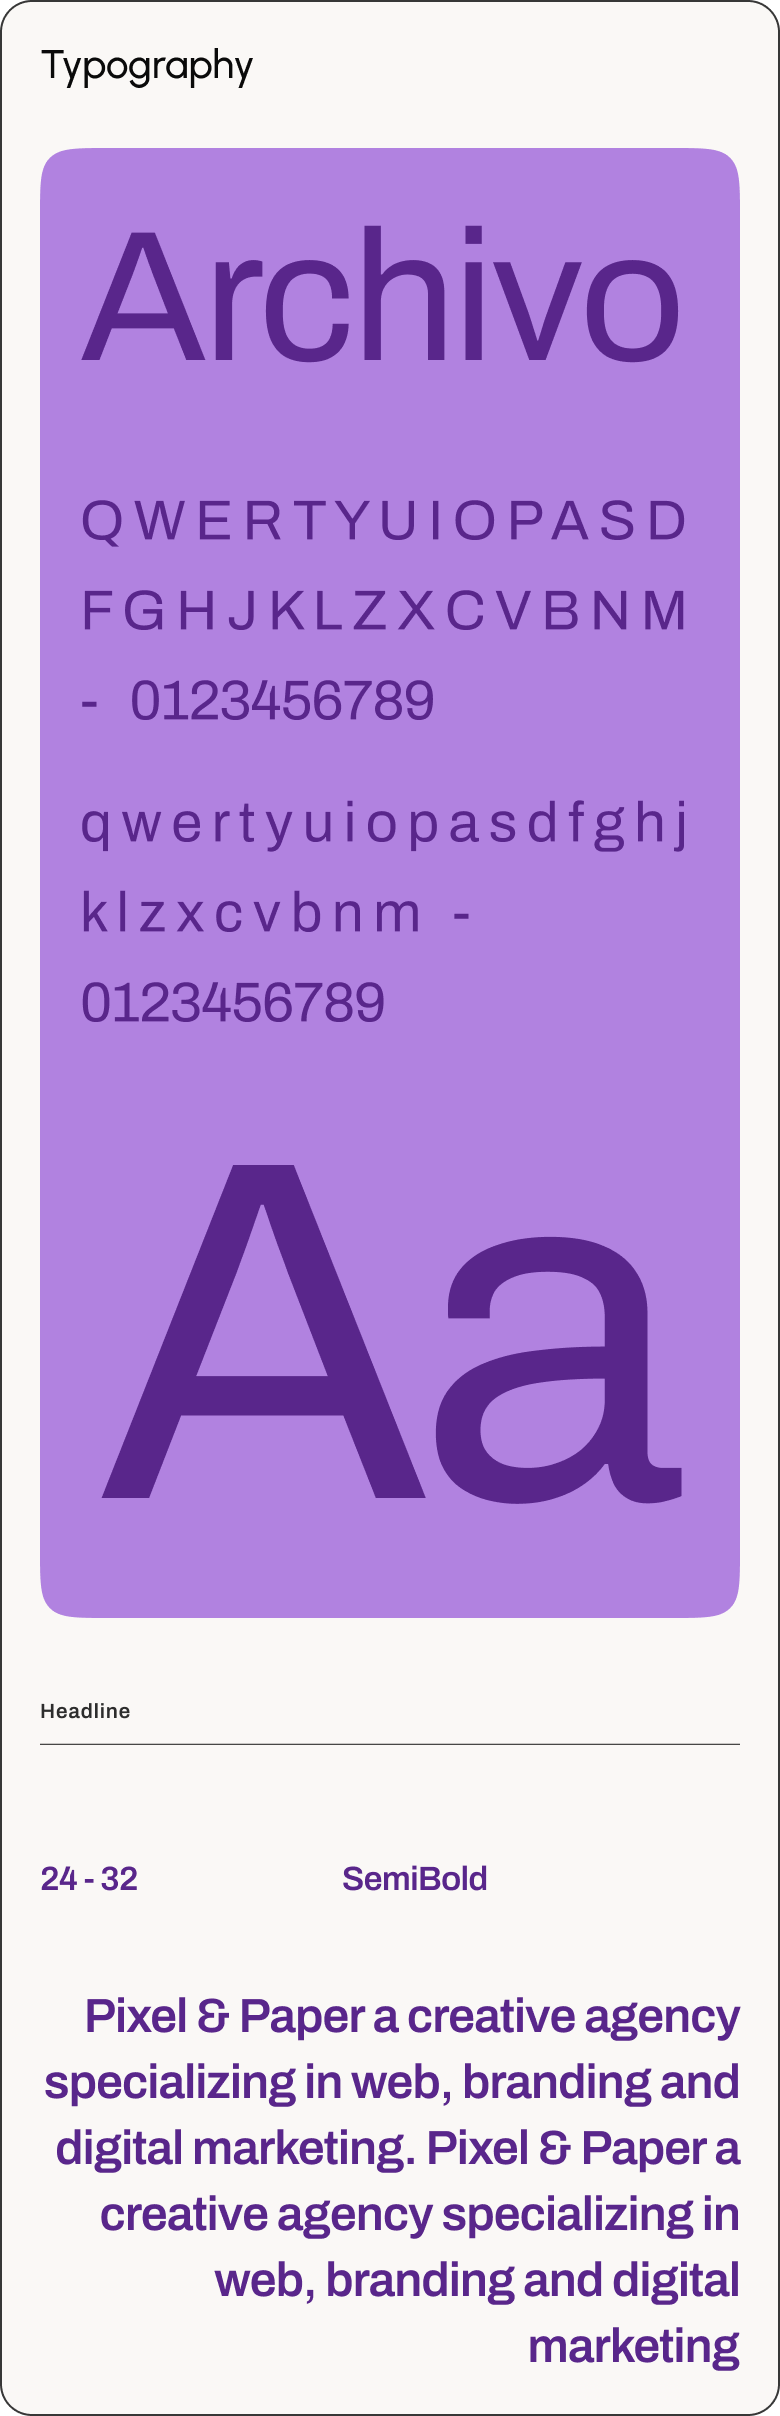 Typography
Archivo
QWERTYUIOPASD
FGHJKLZXCVBNM
- 0123456789
qwertyuiopasdfghj
klzxcvbnm -
0123456789
Aa
Headline
24 - 32 SemiBold
Pixel & Paper a creative agency
specializing in web, branding and
digital marketing. Pixel & Paper a
creative agency specializing in
web, branding and digital
marketing